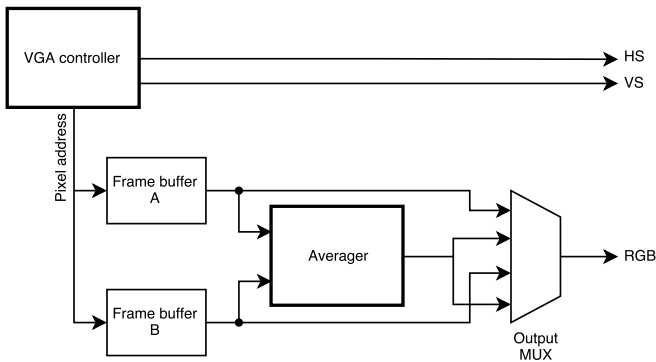 VGA controller
HS
VS
Pixel address
Frame buffer
A
Averager
RGB
Frame buffer
B
Output
MUX